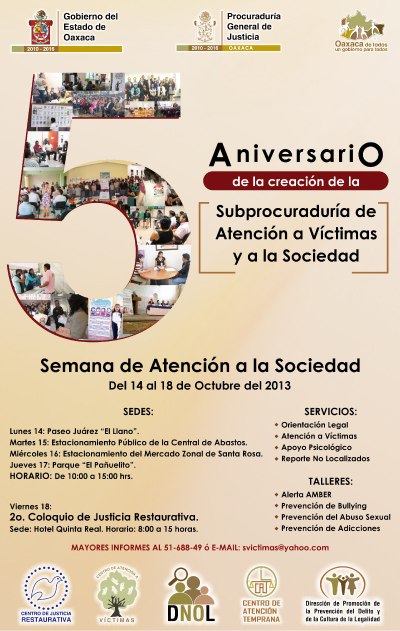 Gobierno del
Estado de
Oaxaca
2010 - 2016
Procuraduría
General de
Justicia
2010 - 2016 OAXACA
Oaxaca de todos
un gobierno para todos
5
AniversariO
de la creación de la
Subprocuraduría de
Atención a Víctimas
y a la Sociedad
Semana de Atención a la Sociedad
Del 14 al 18 de Octubre del 2013
SEDES:
Lunes 14: Paseo Juárez “El Llano”.
Martes 15: Estacionamiento Público de la Central de Abastos.
Miércoles 16: Estacionamiento del Mercado Zonal de Santa Rosa.
Jueves 17: Parque “El Pañuelito”.
HORARIO: De 10:00 a 15:00 hrs.
Viernes 18:
2o. Coloquio de Justicia Restaurativa.
Sede: Hotel Quinta Real. Horario: 8:00 a 15 horas.
SERVICIOS:
Orientación Legal
Atención a Víctimas
Apoyo Psicológico
Reporte No Localizados
TALLERES:
Alerta AMBER
Prevención de Bullying
Prevención del Abuso Sexual
Prevención de Adicciones
MAYORES INFORMES AL 51-688-49 ó E-MAIL: svictimas@yahoo.com
CENTRO DE JUSTICIA
RESTAURATIVA
CENTRO DE ATENCIÓN A
VÍCTIMAS
DNOL
CENTRO DE
ATENCIÓN
TEMPRANA
Dirección de Promoción de
la Prevención del Delito y
de la Cultura de la Legalidad